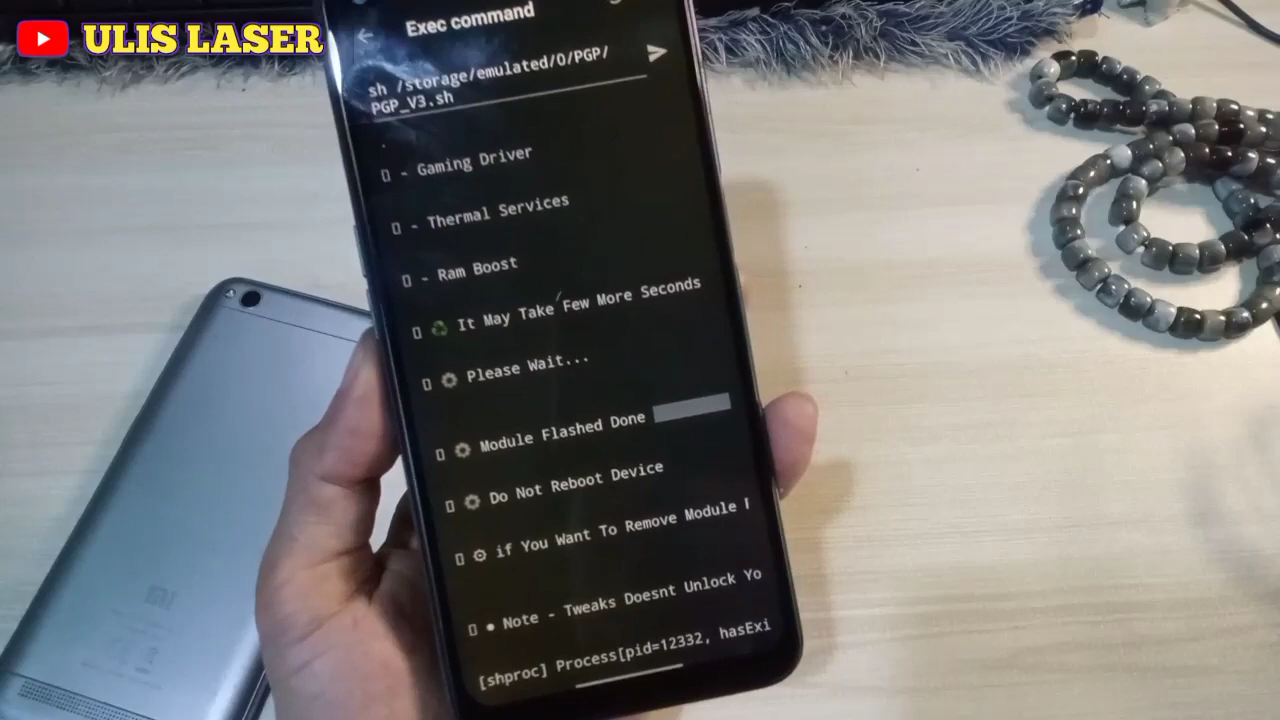 ULIS LASER
Exec command
sh /storage/emulated/0/PGP/
PGP_V3.sh
- Gaming Driver
- Thermal Services
- Ram Boost
It May Take Few More Seconds
Please Wait...
Module Flashed Done
Do Not Reboot Device
if You Want To Remove Module
Note - Tweaks Doesnt Unlock Yo
[shproc] Process[pid=12332, hasExi
mi